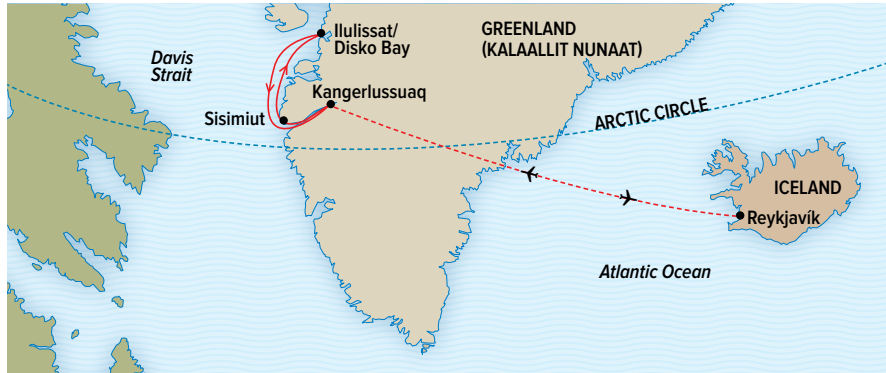 Ilulissat/
Disko Bay
GREENLAND
(KALAALLIT NUNAAT)
Davis
Strait
Kangerlussuaq
Sisimiut
ARCTIC CIRCLE
ICELAND
Reykjavík
Atlantic Ocean